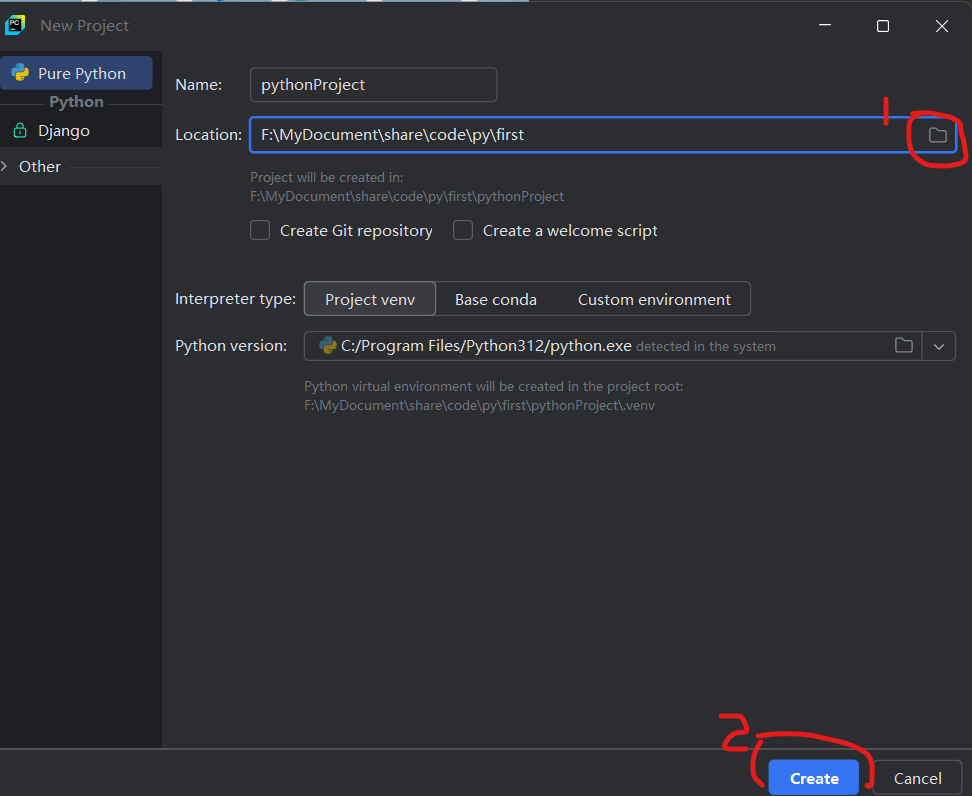 PC
New Project
Pure Python
Python
Django
Other
Name: pythonProject
1
Location: F:\MyDocument\share\code\py\first
Project will be created in:
F:\MyDocument\share\code\py\first\pythonProject
Create Git repository Create a welcome script
Interpreter type: Project venv Base conda Custom environment
Python version: C:/Program Files/Python312/python.exe detected in the system
Python virtual environment will be created in the project root:
F:\MyDocument\share\code\py\first\pythonProject\.venv
2
Create Cancel